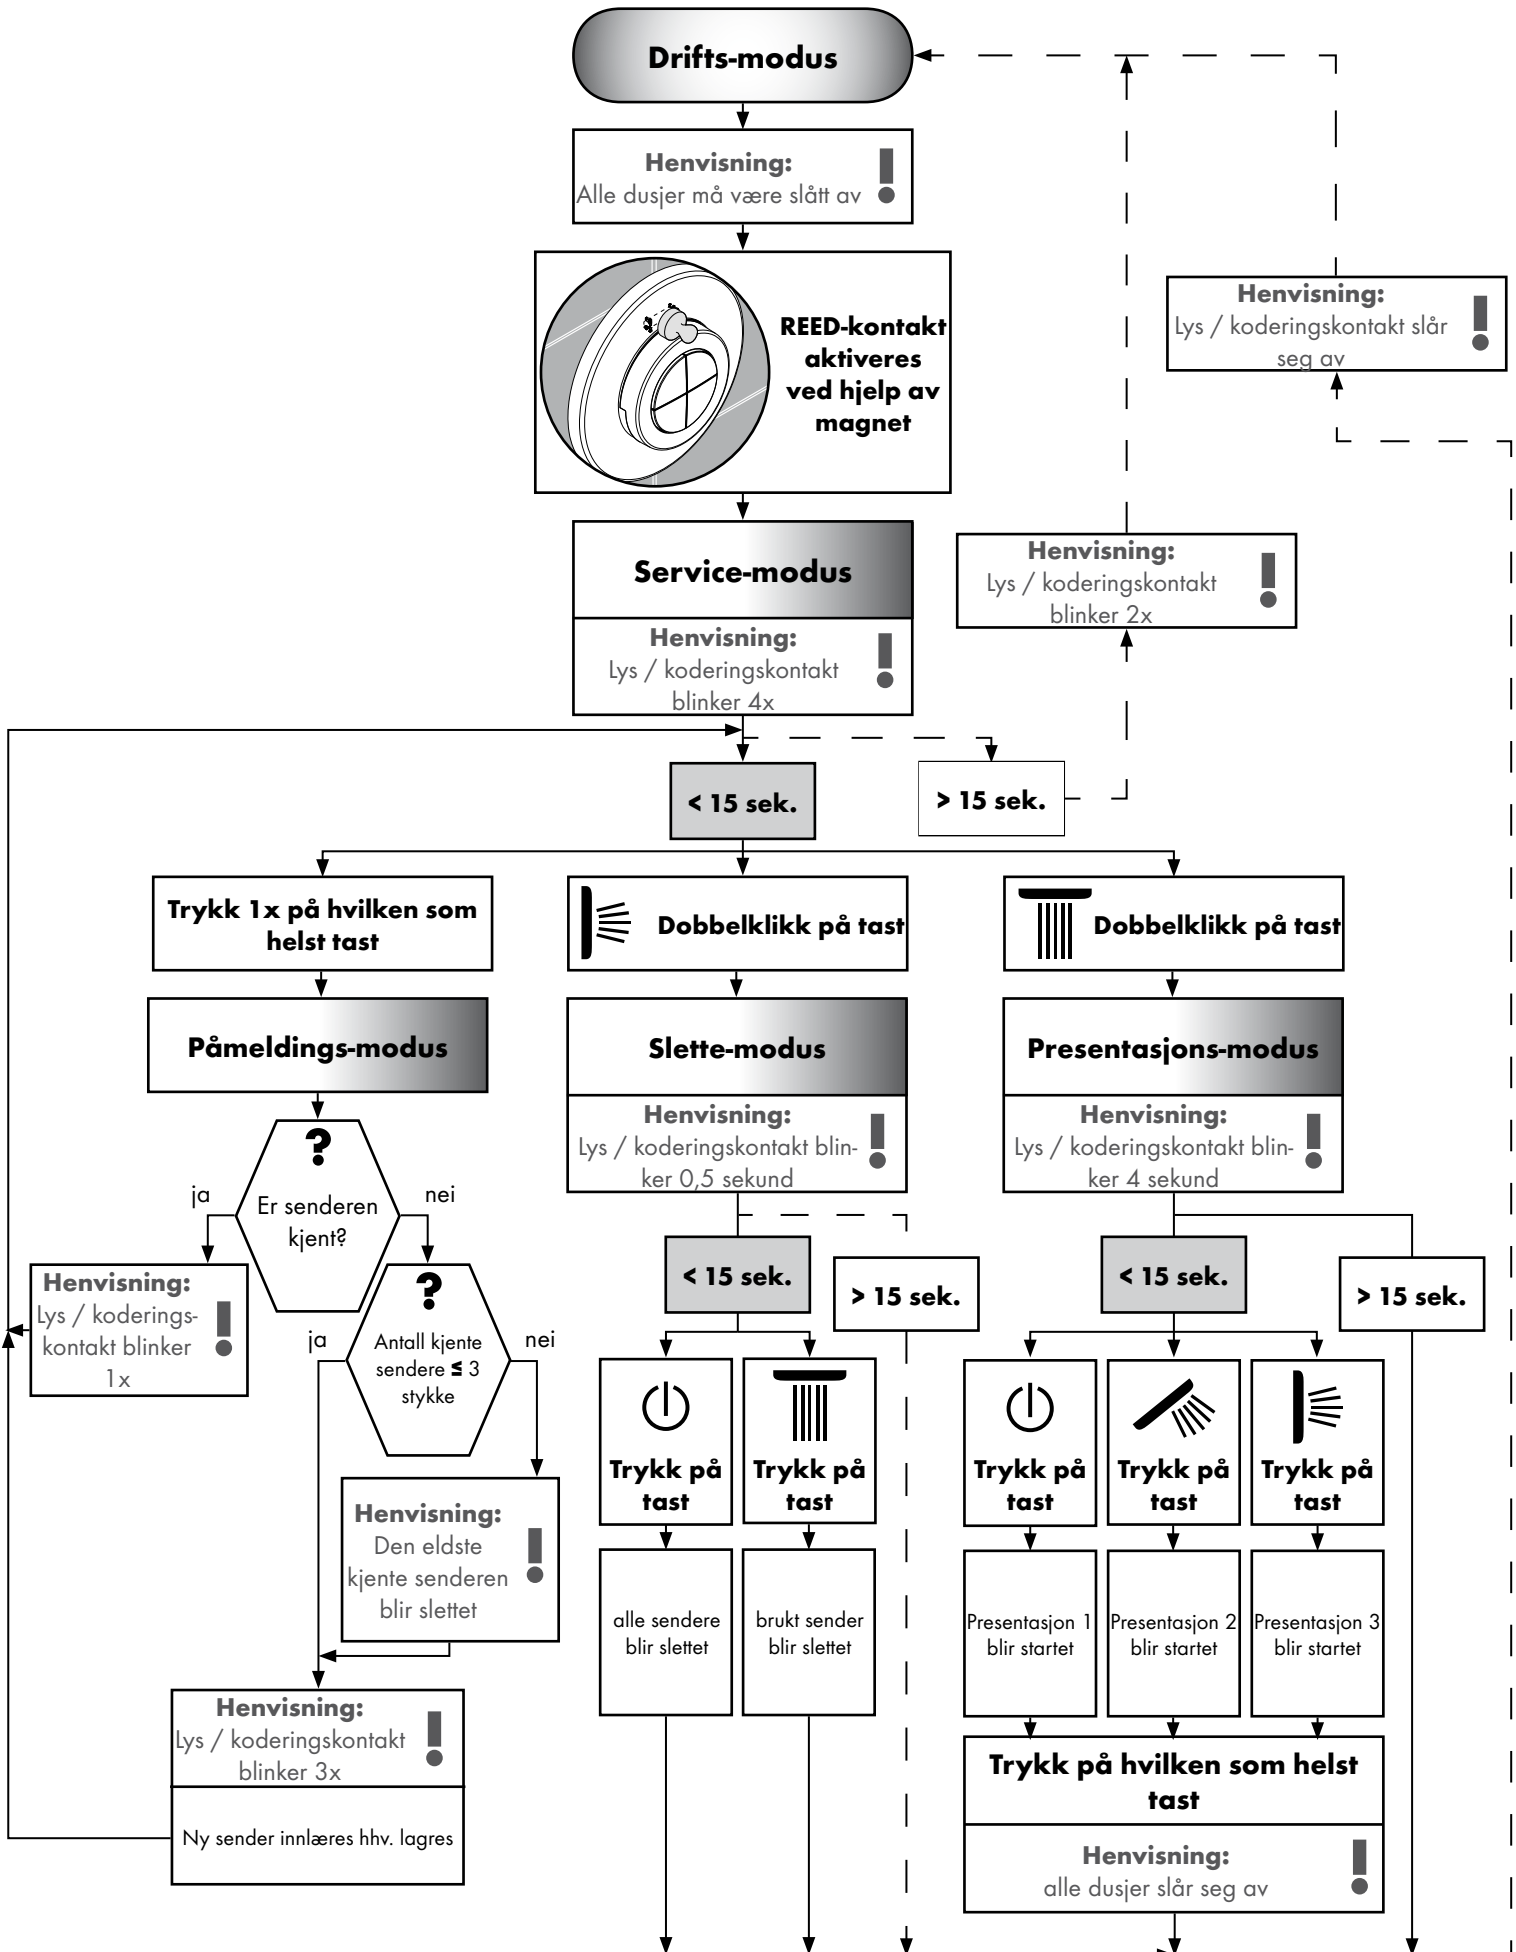 Drifts-modus
Henvisning:
Alle dusjer må være slått av
REED-kontakt
aktiveres
ved hjelp av
magnet
Henvisning:
Lys / koderingskontakt slår
seg av
Service-modus
Henvisning:
Lys / koderingskontakt
blinker 4x
Henvisning:
Lys / koderingskontakt
blinker 2x
< 15 sek.
> 15 sek.
Trykk 1x på hvilken som
helst tast
Dobbelklikk på tast
Dobbelklikk på tast
Påmeldings-modus
Slette-modus
Henvisning:
Lys / koderingskontakt blin-
ker 0,5 sekund
Presentasjons-modus
Henvisning:
Lys / koderingskontakt blin-
ker 4 sekund
?
Er senderen
kjent?
ja
nei
Henvisning:
Lys / koderings-
kontakt blinker
1x
?
Antall kjente
sendere ≤ 3
stykke
ja
nei
Henvisning:
Den eldste
kjente senderen
blir slettet
Henvisning:
Lys / koderingskontakt
blinker 3x
Ny sender innlæres hhv. lagres
< 15 sek.
> 15 sek.
Trykk på
tast
Trykk på
tast
alle sendere
blir slettet
brukt sender
blir slettet
< 15 sek.
> 15 sek.
Trykk på
tast
Trykk på
tast
Trykk på
tast
Presentasjon 1
blir startet
Presentasjon 2
blir startet
Presentasjon 3
blir startet
Trykk på hvilken som helst
tast
Henvisning:
alle dusjer slår seg av